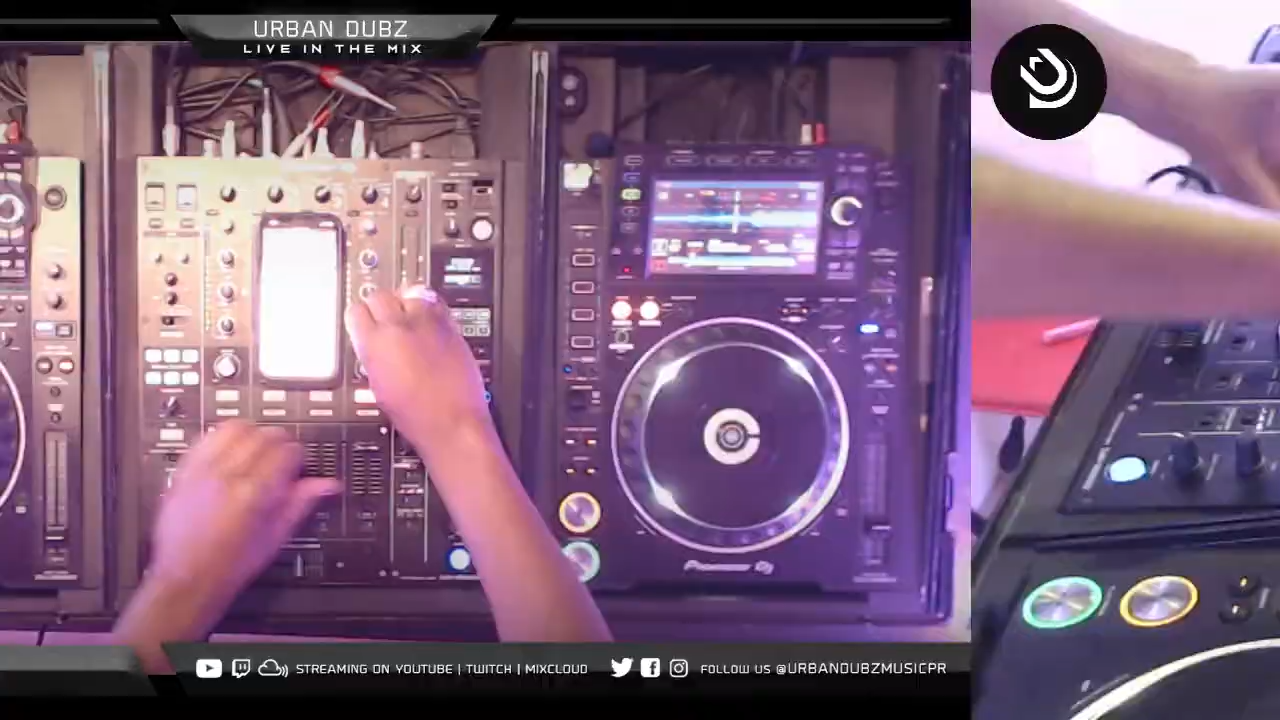 URBAN DUBZ
LIVE IN THE MIX
Pioneer Dj
STREAMING ON YOUTUBE | TWITCH | MIXCLOUD
FOLLOW US @URBANDUBZMUSICPR